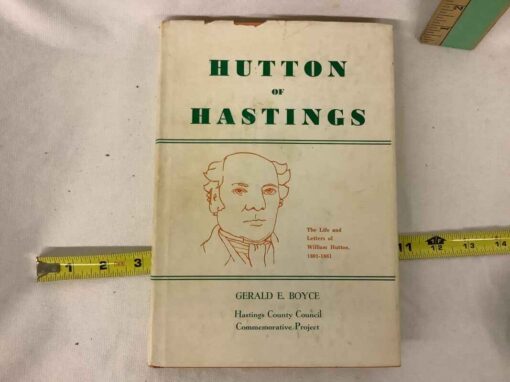 HUTTON
OF
HASTINGS
The Life and
Letters of
William Hutton,
1801-1861
GERALD E. BOYCE
Hastings County Council
Commemorative Project
1 2 3
11 12 13 14